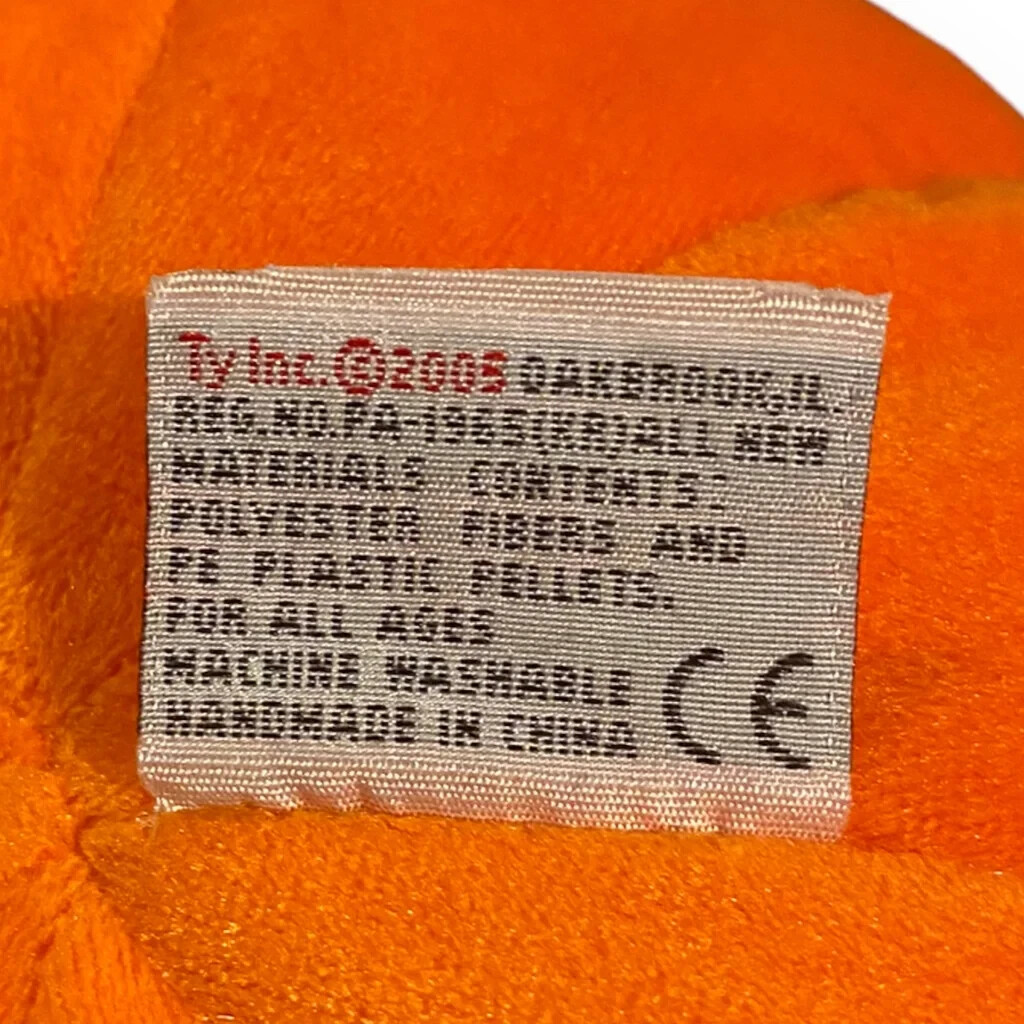 Ty Inc. ©2005 OAKBROOK,IL.
REG.NO.PA-1965(KR)ALL NEW
MATERIALS CONTENTS:
POLYESTER FIBERS AND
PE PLASTIC PELLETS.
FOR ALL AGES
MACHINE WASHABLE
HANDMADE IN CHINA
CE